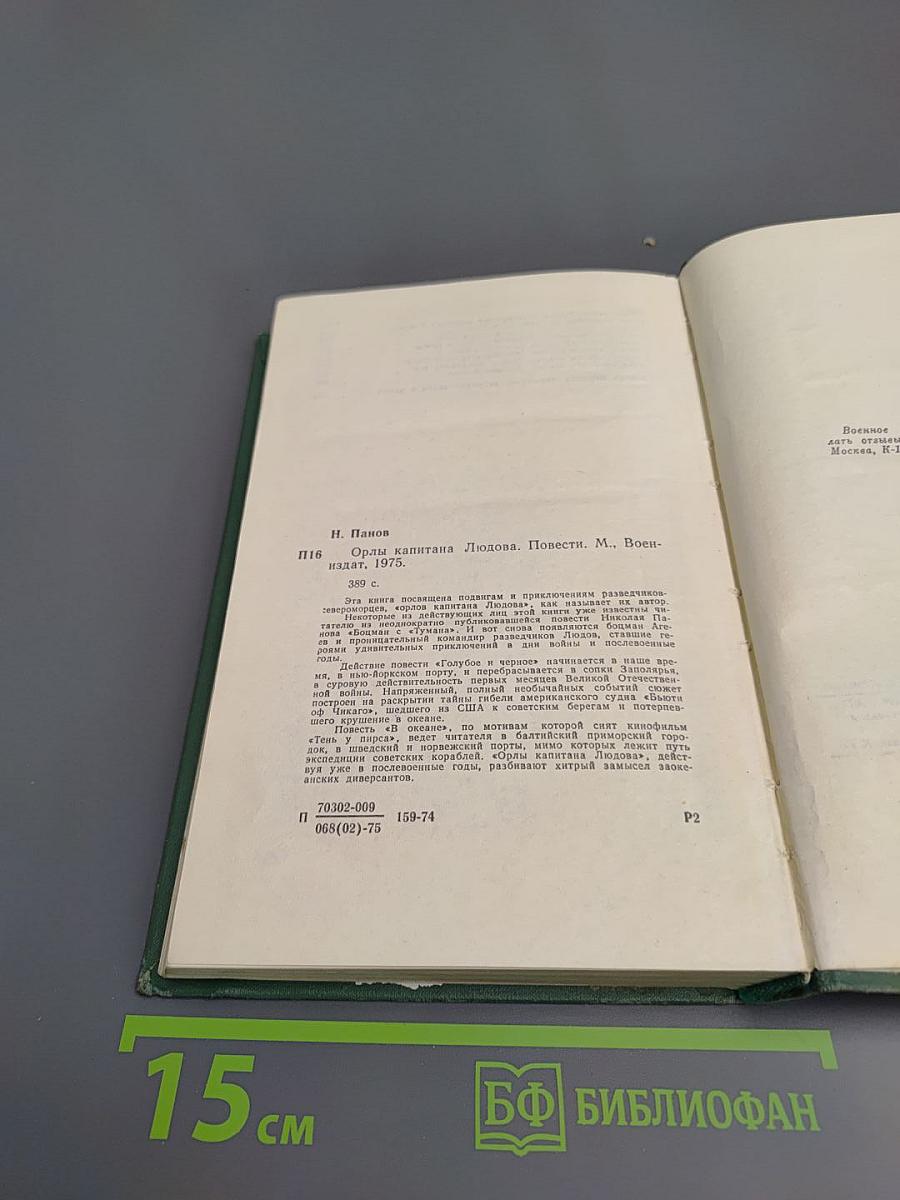 Н. Панов
П16 Орлы капитана Людова. Повести. М., Воен-
издат, 1975.
389 с.
Эта книга посвящена подвигам и приключениям разведчиков-
североморцев, «орлов капитана Людова», как называет их автор.
Некоторые из действующих лиц этой книги уже известны чи-
тателю из неоднократно публиковавшейся повести Николая Па-
нова «Боцман с «Тумана». И вот снова появляются боцман Аге-
ев и проницательный командир разведчиков Людов, ставшие ге-
роями удивительных приключений в дни войны и послевоенные
годы.
Действие повести «Голубое и черное» начинается в наше вре-
мя, в нью-йоркском порту, и перебрасывается в сопки Заполярья,
в суровую действительность первых месяцев Великой Отечествен-
ной войны. Напряженный, полный необычайных событий сюжет
построен на раскрытии тайны гибели американского судна «Бьюти
оф Чикаго», шедшего из США к советским берегам и потерпев-
шего крушение в океане.
Повесть «В океане», по мотивам которой снят кинофильм
«Тень у пирса», ведет читателя в балтийский приморский горо-
док, в шведский и норвежский порты, мимо которых лежит путь
экспедиции советских кораблей. «Орлы капитана Людова», дейст-
вуя уже в послевоенные годы, разбивают хитрый замысел заоке-
анских диверсантов.
П 70302-009
068(02)-75 159-74 Р2
Военное
лать отзывы
Москва, К-1
15 см
БФ БИБЛИОФАН